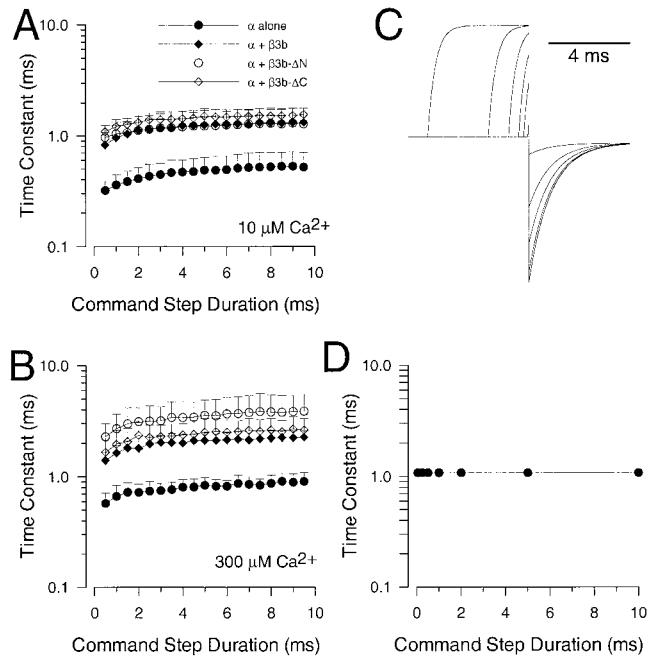 A
10.0
1.0
0.1
Time Constant (ms)
α alone
α + β3b
α + β3b-ΔN
α + β3b-ΔC
10 μM Ca2+
0 2 4 6 8 10
Command Step Duration (ms)
C
4 ms
B
10.0
1.0
0.1
Time Constant (ms)
300 μM Ca2+
0 2 4 6 8 10
Command Step Duration (ms)
D
10.0
1.0
0.1
Time Constant (ms)
0 2 4 6 8 10
Command Step Duration (ms)